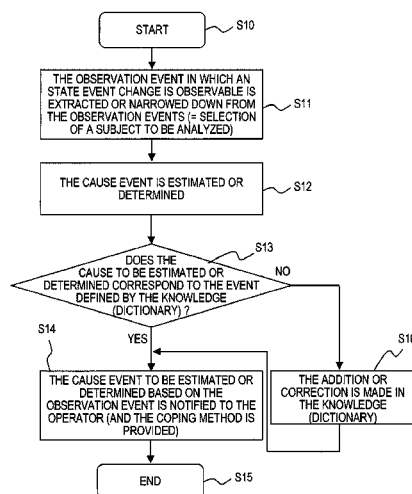 START
S10
THE OBSERVATION EVENT IN WHICH AN
STATE EVENT CHANGE IS OBSERVABLE IS
EXTRACTED OR NARROWED DOWN FROM
THE OBSERVATION EVENTS (= SELECTION
OF A SUBJECT TO BE ANALYZED)
S11
THE CAUSE EVENT IS ESTIMATED OR
DETERMINED
S12
S13
DOES THE
CAUSE TO BE ESTIMATED OR
DETERMINED CORRESPOND TO THE EVENT
DEFINED BY THE KNOWLEDGE
(DICTIONARY) ?
NO
YES
S14
THE CAUSE EVENT TO BE ESTIMATED OR
DETERMINED BASED ON THE
OBSERVATION EVENT IS NOTIFIED TO THE
OPERATOR (AND THE COPING METHOD IS
PROVIDED)
THE ADDITION OR
CORRECTION IS MADE IN
THE KNOWLEDGE
(DICTIONARY)
END
S15